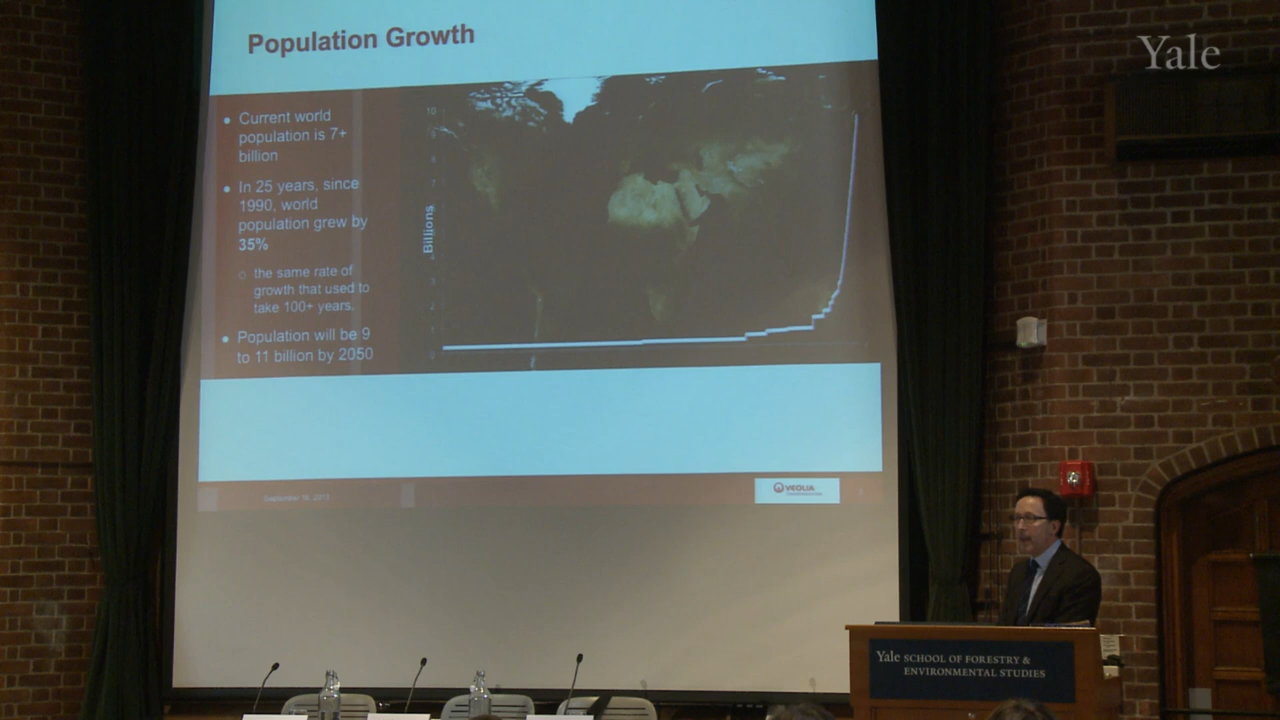 Population Growth
Yale
Current world
population is 7+
billion
In 25 years, since
1990, world
population grew by
35%
the same rate of
growth that used to
take 100+ years.
Population will be 9
to 11 billion by 2050
10
Billions
VEOLIA
Yale SCHOOL OF FORESTRY &
ENVIRONMENTAL STUDIES